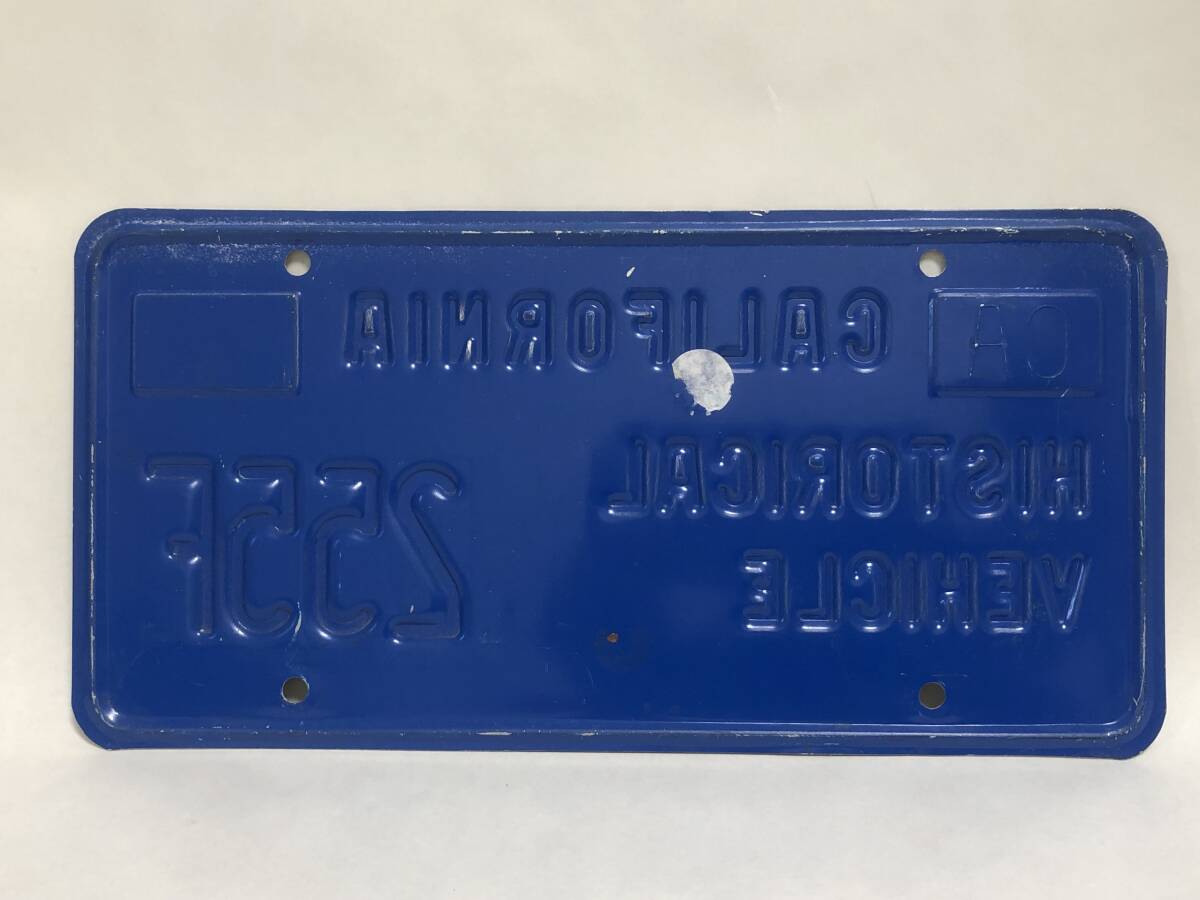 CA CALIFORNIA
HISTORICAL
VEHICLE
255F